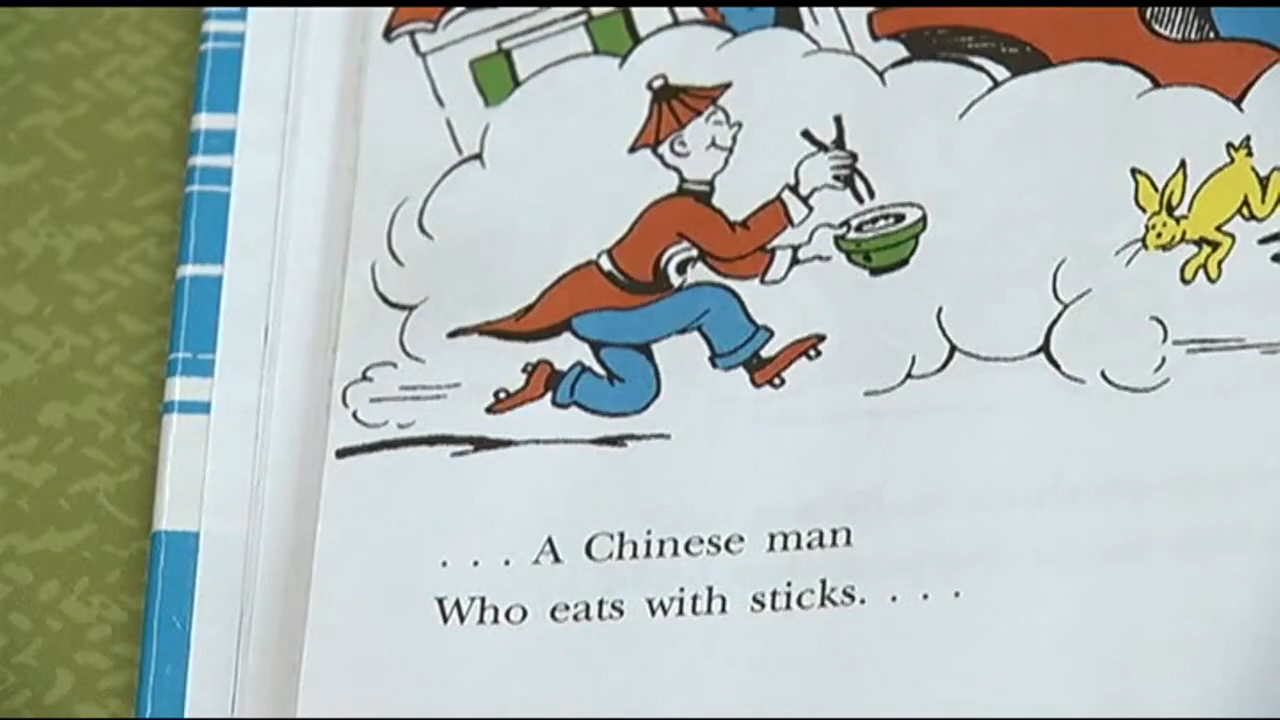 . . . A Chinese man
Who eats with sticks. . . .